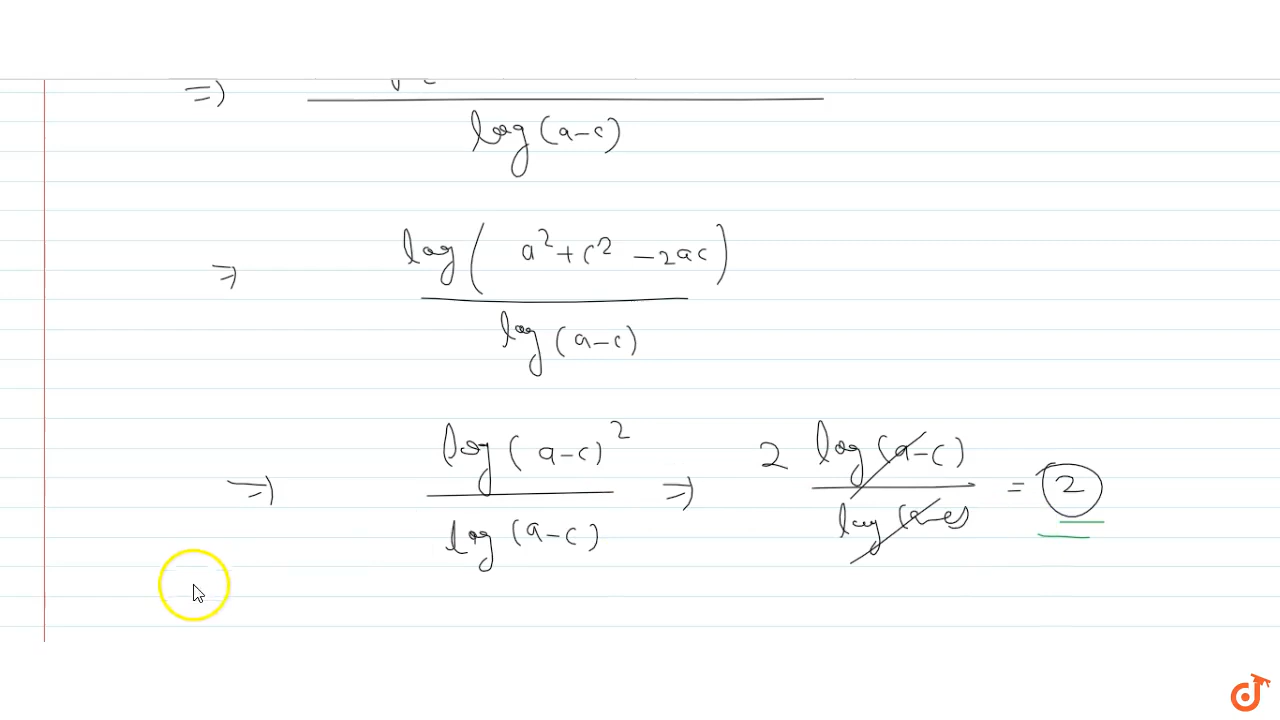 =>
log(a-c)
=> log(a²+c²-2ac)
log(a-c)
=> log(a-c)² => 2 log(a-c) = 2
log(a-c) log(a-c)